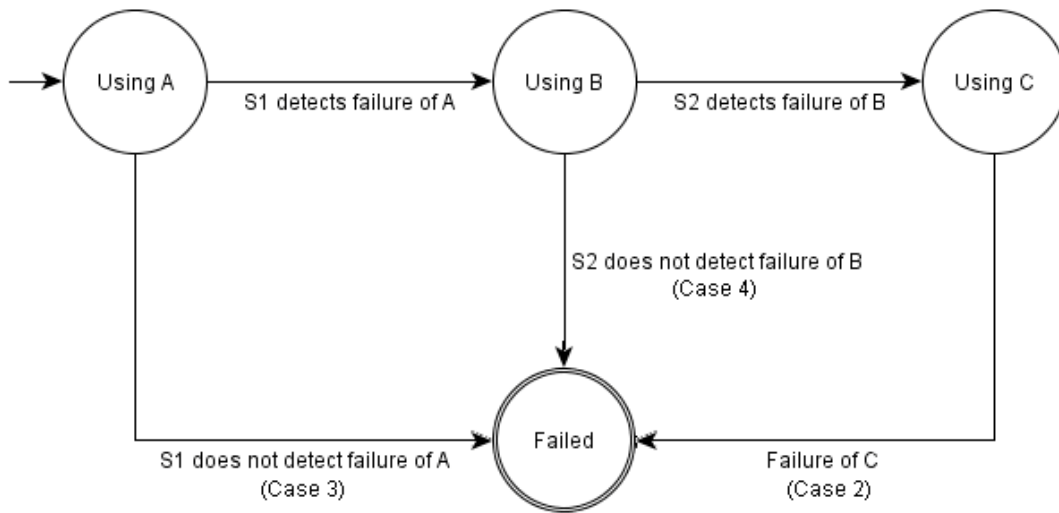 Using A
Using B
Using C
S1 detects failure of A
S2 detects failure of B
S2 does not detect failure of B
(Case 4)
Failed
S1 does not detect failure of A
(Case 3)
Failure of C
(Case 2)